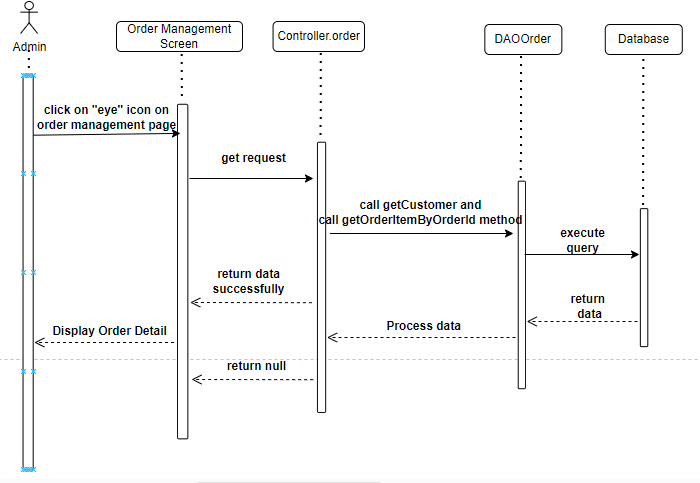 Admin
Order Management
Screen
Controller.order
DAOOrder
Database
click on "eye" icon on
order management page
get request
call getCustomer and
call getOrderItemByOrderId method
execute
query
return data
successfully
return
data
Process data
Display Order Detail
return null